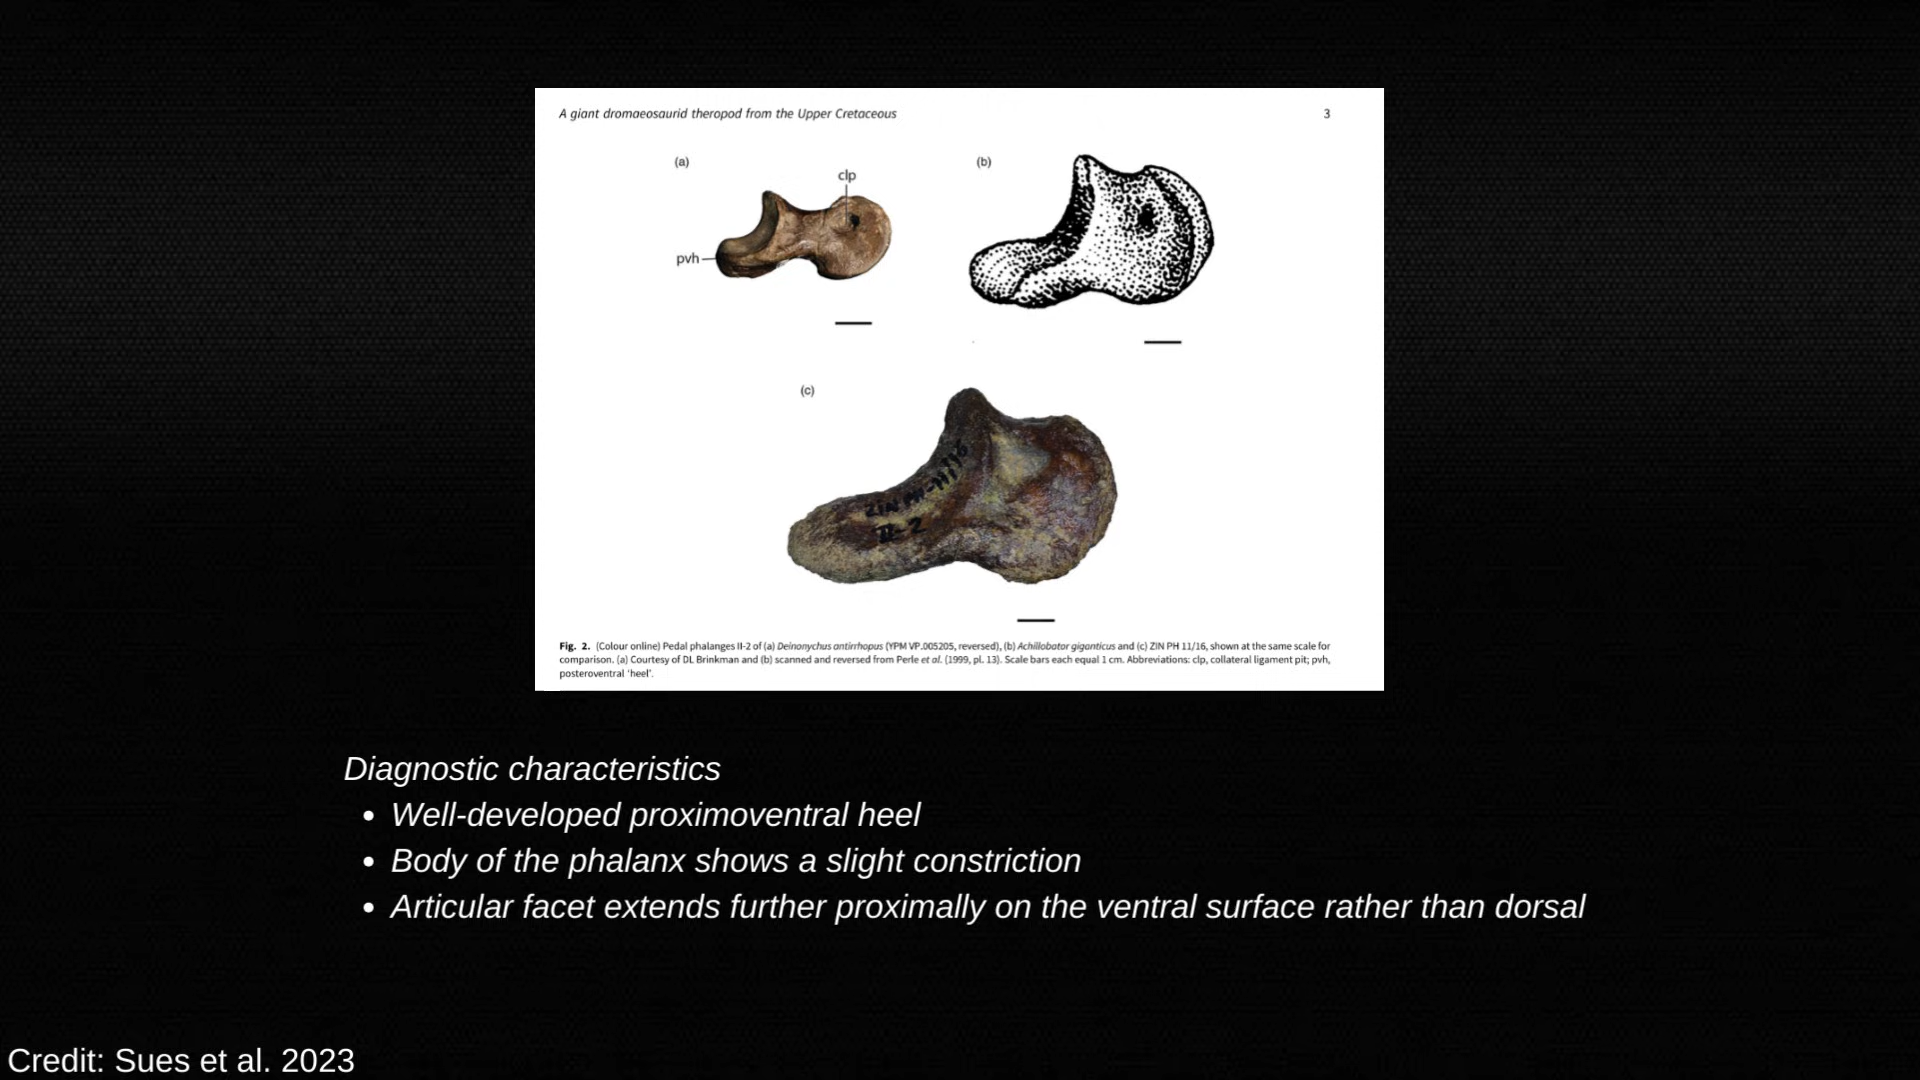 A giant dromaeosaurid theropod from the Upper Cretaceous
3
(a)
clp
pvh
(b)
(c)
ZIN PH-11/16
II-2
Fig. 2. (Colour online) Pedal phalanges II-2 of (a) Deinonychus antirrhopus (YPM VP.005205, reversed), (b) Achillobator giganticus and (c) ZIN PH 11/16, shown at the same scale for
comparison. (a) Courtesy of DL Brinkman and (b) scanned and reversed from Perle et al. (1999, pl. 13). Scale bars each equal 1 cm. Abbreviations: clp, collateral ligament pit; pvh,
posteroventral ‘heel’.
Diagnostic characteristics
• Well-developed proximoventral heel
• Body of the phalanx shows a slight constriction
• Articular facet extends further proximally on the ventral surface rather than dorsal
Credit: Sues et al. 2023